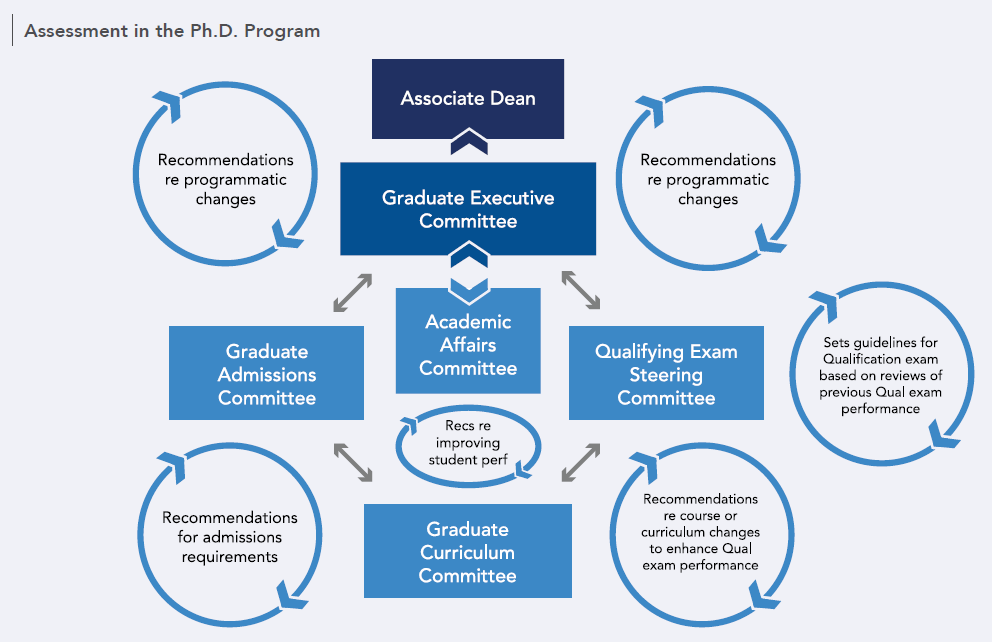 Assessment in the Ph.D. Program
Associate Dean
Recommendations
re programmatic
changes
Graduate Executive
Committee
Recommendations
re programmatic
changes
Graduate
Admissions
Committee
Academic
Affairs
Committee
Qualifying Exam
Steering
Committee
Sets guidelines for
Qualification exam
based on reviews of
previous Qual exam
performance
Recs re
improving
student perf
Recommendations
for admissions
requirements
Graduate
Curriculum
Committee
Recommendations
re course or
curriculum changes
to enhance Qual
exam performance